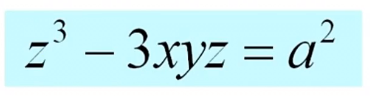 z³ − 3xyz = a²